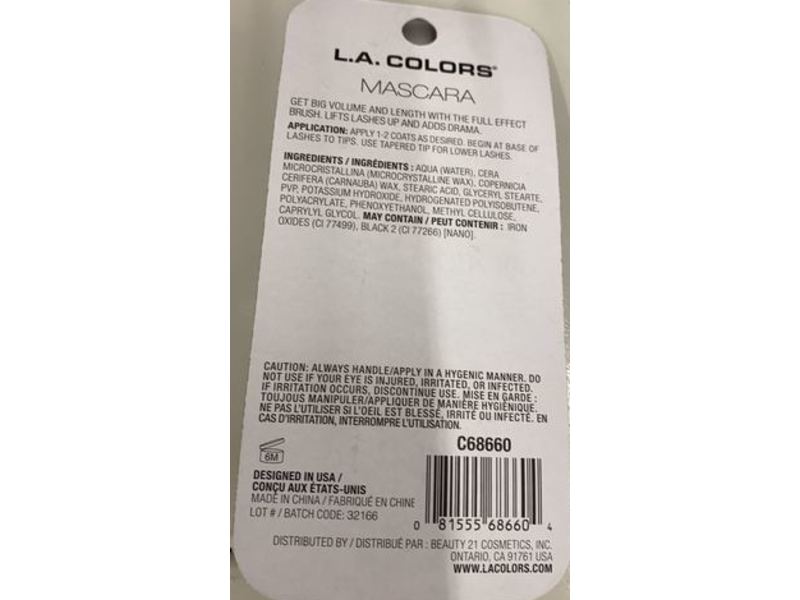 L.A. COLORS®
MASCARA
GET BIG VOLUME AND LENGTH WITH THE FULL EFFECT
BRUSH. LIFTS LASHES UP AND ADDS DRAMA.
APPLICATION: APPLY 1-2 COATS AS DESIRED. BEGIN AT BASE OF
LASHES TO TIPS. USE TAPERED TIP FOR LOWER LASHES.
INGREDIENTS / INGRÉDIENTS : AQUA (WATER), CERA
MICROCRISTALLINA (MICROCRYSTALLINE WAX), COPERNICIA
CERIFERA (CARNAUBA) WAX, STEARIC ACID, GLYCERYL STEARTE,
PVP, POTASSIUM HYDROXIDE, HYDROGENATED POLYISOBUTENE,
POLYACRYLATE, PHENOXYETHANOL, METHYL CELLULOSE,
CAPRYLYL GLYCOL. MAY CONTAIN / PEUT CONTENIR : IRON
OXIDES (CI 77499), BLACK 2 (CI 77266) [NANO].
CAUTION: ALWAYS HANDLE/APPLY IN A HYGENIC MANNER. DO
NOT USE IF YOUR EYE IS INJURED, IRRITATED, OR INFECTED.
IF IRRITATION OCCURS, DISCONTINUE USE. MISE EN GARDE :
TOUJOUS MANIPULER/APPLIQUER DE MANIÈRE HYGIÉNIQUE.
NE PAS L'UTILISER SI L'OEIL EST BLESSÉ, IRRITÉ OU INFECTÉ. EN
CAS D'IRRITATION, INTERROMPRE L'UTILISATION.
C68660
6M
DESIGNED IN USA /
CONÇU AUX ÉTATS-UNIS
MADE IN CHINA / FABRIQUÉ EN CHINE
LOT # / BATCH CODE: 32166
0 81555 68660 4
DISTRIBUTED BY / DISTRIBUÉ PAR : BEAUTY 21 COSMETICS, INC.
ONTARIO, CA 91761 USA
WWW.LACOLORS.COM